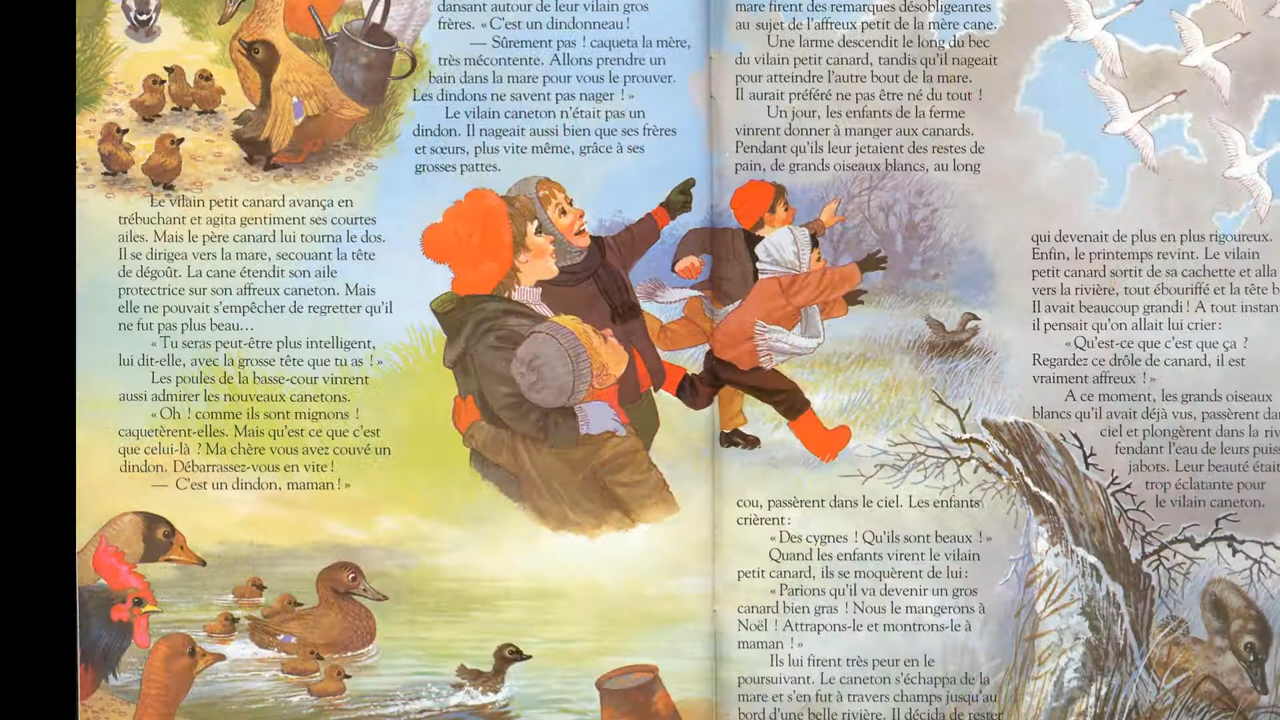 Le vilain petit canard avança en
trébuchant et agita gentiment ses courtes
ailes. Mais le père canard lui tourna le dos.
Il se dirigea vers la mare, secouant la tête
de dégoût. La cane étendit son aile
protectrice sur son affreux caneton. Mais
elle ne pouvait s'empêcher de regretter qu'il
ne fut pas plus beau…
« Tu seras peut-être plus intelligent,
lui dit-elle, avec la grosse tête que tu as ! »
Les poules de la basse-cour vinrent
aussi admirer les nouveaux canetons.
« Oh ! comme ils sont mignons !
caquetèrent-elles. Mais qu'est ce que c'est
que celui-là ? Ma chère vous avez couvé un
dindon. Débarrassez-vous en vite !
— C'est un dindon, maman ! »
dansant autour de leur vilain gros
frères. « C'est un dindonneau !
— Sûrement pas ! caqueta la mère,
très mécontente. Allons prendre un
bain dans la mare pour vous le prouver.
Les dindons ne savent pas nager ! »
Le vilain caneton n'était pas un
dindon. Il nageait aussi bien que ses frères
et sœurs, plus vite même, grâce à ses
grosses pattes.
mare firent des remarques désobligeantes
au sujet de l'affreux petit de la mère cane.
Une larme descendit le long du bec
du vilain petit canard, tandis qu'il nageait
pour atteindre l'autre bout de la mare.
Il aurait préféré ne pas être né du tout !
Un jour, les enfants de la ferme
vinrent donner à manger aux canards.
Pendant qu'ils leur jetaient des restes de
pain, de grands oiseaux blancs, au long
cou, passèrent dans le ciel. Les enfants
crièrent :
« Des cygnes ! Qu'ils sont beaux ! »
Quand les enfants virent le vilain
petit canard, ils se moquèrent de lui :
« Parions qu'il va devenir un gros
canard bien gras ! Nous le mangerons à
Noël ! Attrapons-le et montrons-le à
maman ! »
Ils lui firent très peur en le
poursuivant. Le caneton s'échappa de la
mare et s'en fut à travers champs jusqu'au
bord d'une belle rivière. Il décida de rester
qui devenait de plus en plus rigoureux.
Enfin, le printemps revint. Le vilain
petit canard sortit de sa cachette et alla
vers la rivière, tout ébouriffé et la tête b
Il avait beaucoup grandi ! A tout instan
il pensait qu'on allait lui crier :
« Qu'est-ce que c'est que ça ?
Regardez ce drôle de canard, il est
vraiment affreux ! »
A ce moment, les grands oiseaux
blancs qu'il avait déjà vus, passèrent da
ciel et plongèrent dans la riv
fendant l'eau de leurs puis
jabots. Leur beauté était
trop éclatante pour
le vilain caneton.